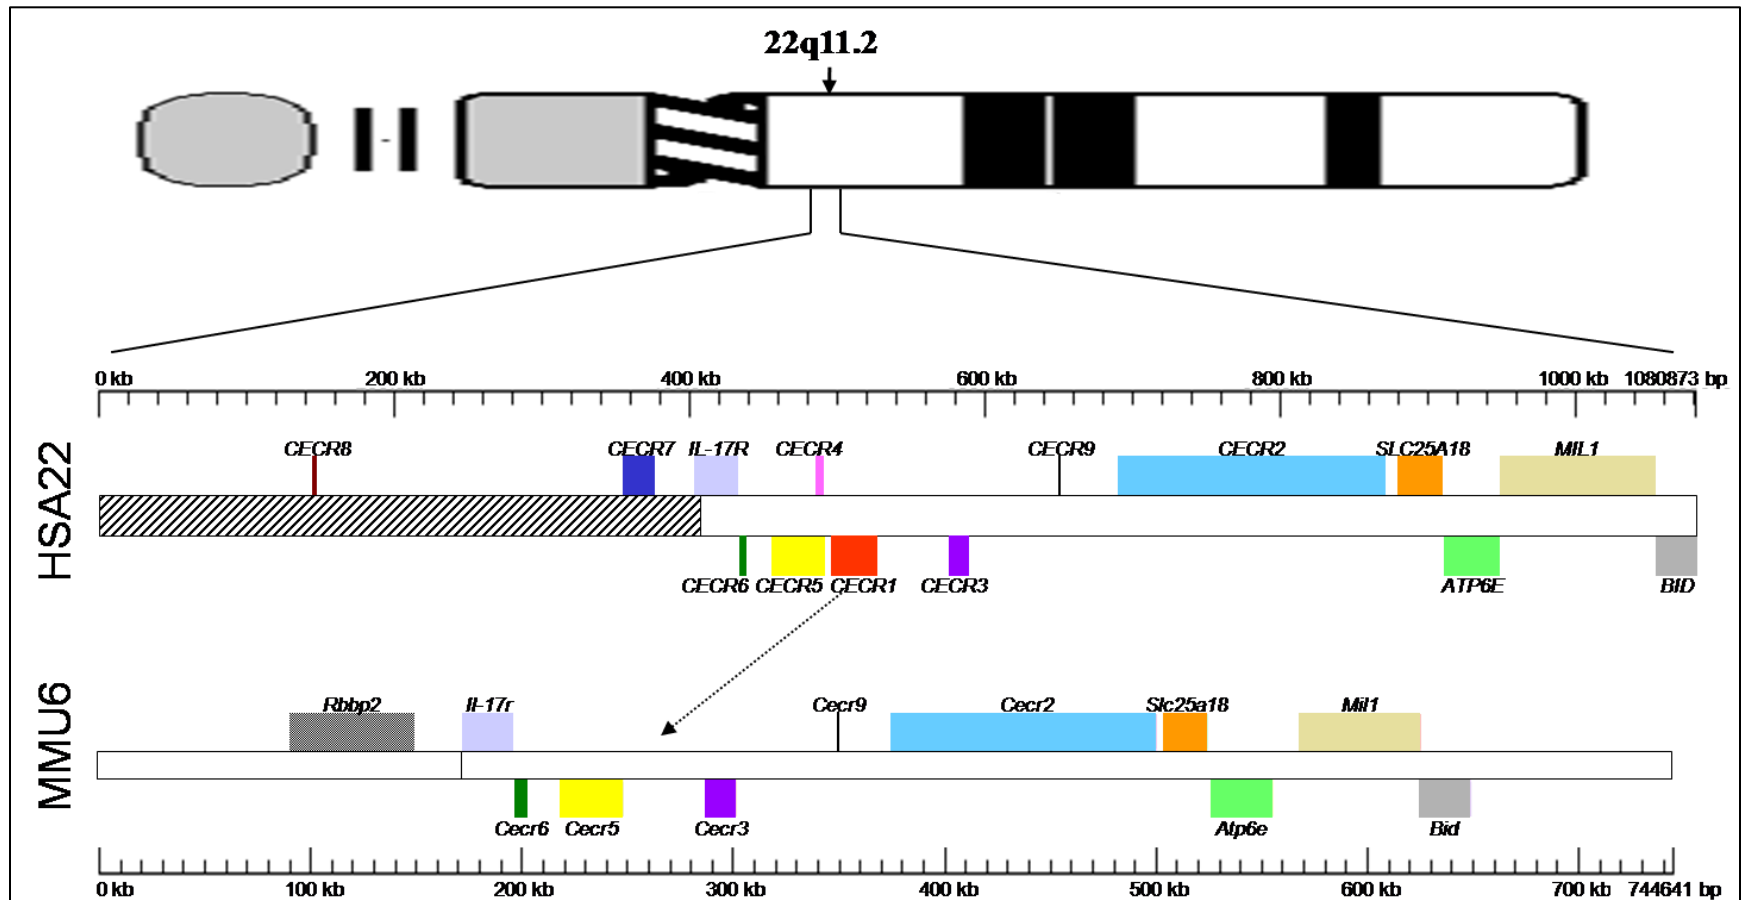 22q11.2
0 kb 200 kb 400 kb 600 kb 800 kb 1000 kb 1080873 bp
HSA22
CECR8 CECR7 IL-17R CECR4 CECR9 CECR2 SLC25A18 MIL1
CECR6 CECR5 CECR1 CECR3 ATP6E BID
MMU6
Rbbp2 Il-17r Cecr9 Cecr2 Slc25a18 Mil1
Cecr6 Cecr5 Cecr3 Atp6e Bid
0 kb 100 kb 200 kb 300 kb 400 kb 500 kb 600 kb 700 kb 744641 bp